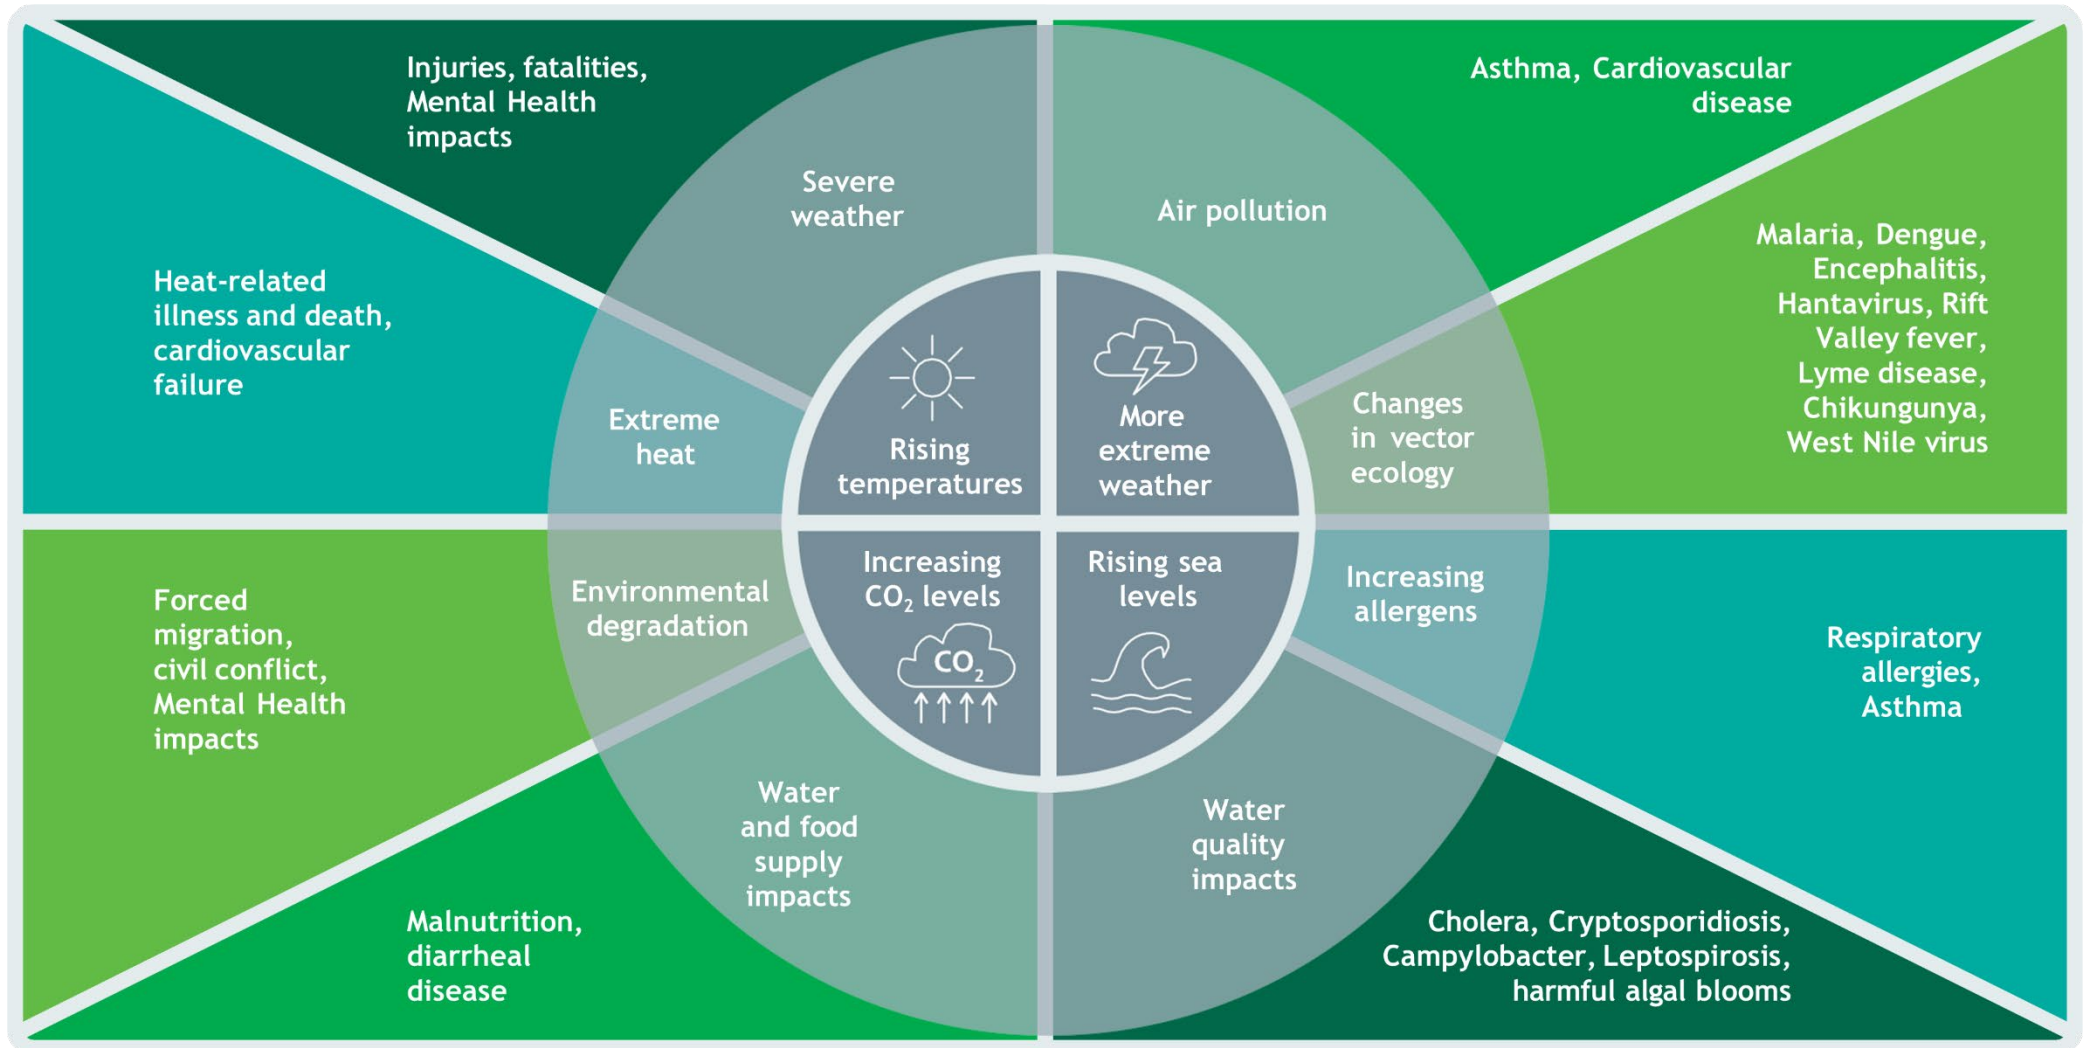 Injuries, fatalities,
Mental Health
impacts
Asthma, Cardiovascular
disease
Severe
weather
Air pollution
Heat-related
illness and death,
cardiovascular
failure
Malaria, Dengue,
Encephalitis,
Hantavirus, Rift
Valley fever,
Lyme disease,
Chikungunya,
West Nile virus
Extreme
heat
Rising
temperatures
More
extreme
weather
Changes
in vector
ecology
Forced
migration,
civil conflict,
Mental Health
impacts
Environmental
degradation
Increasing
CO₂ levels
CO₂
Rising sea
levels
Increasing
allergens
Respiratory
allergies,
Asthma
Water
and food
supply
impacts
Water
quality
impacts
Malnutrition,
diarrheal
disease
Cholera, Cryptosporidiosis,
Campylobacter, Leptospirosis,
harmful algal blooms